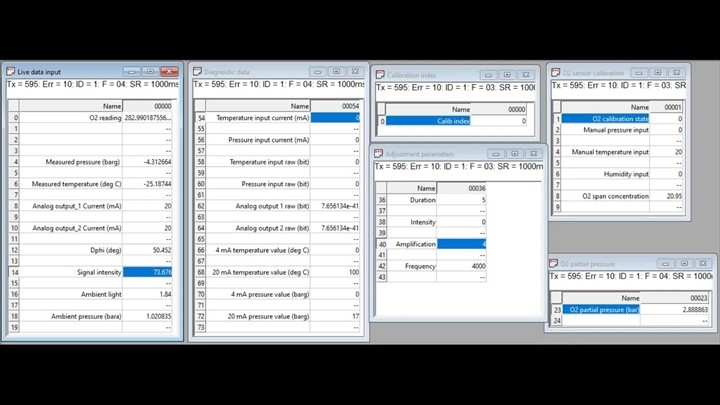 Live data input
Tx = 595: Err = 10: ID = 1: F = 04: SR = 1000ms
Name 00000
0 O2 reading 282.990187556...
1 --
2 --
3 --
4 Measured pressure (barg) -4.312664
5 --
6 Measured temperature (deg C) -25.18744
7 --
8 Analog output_1 Current (mA) 20
9 --
10 Analog output_2 Current (mA) 20
11 --
12 Dphi (deg) 50.452
13 --
14 Signal intensity 73.676
15 --
16 Ambient light 1.84
17 --
18 Ambient pressure (bara) 1.020835
19 --
Diagnostic data
Tx = 595: Err = 10: ID = 1: F = 04: SR = 1000ms
Name 00054
54 Temperature input current (mA) 0
55 --
56 Pressure input current (mA) 0
57 --
58 Temperature input raw (bit) 0
59 --
60 Pressure input raw (bit) 0
61 --
62 Analog output 1 raw (bit) 7.656134e-41
63 --
64 Analog output 2 raw (bit) 7.656134e-41
65 --
66 4 mA temperature value (deg C) 0
67 --
68 20 mA temperature value (deg C) 100
69 --
70 4 mA pressure value (barg) 0
71 --
72 20 mA pressure value (barg) 17
73 --
Calibration index
Tx = 595: Err = 10: ID = 1: F = 03: SR = 1000ms
Name 00000
0 Calib index 0
Adjustment parameters
Tx = 595: Err = 10: ID = 1: F = 03: SR = 1000ms
Name 00036
36 Duration 5
37 --
38 Intensity 0
39 --
40 Amplification 4
41 --
42 Frequency 4000
43 --
O2 sensor calibration
Tx = 595: Err = 10: ID = 1: F = 03: SR = 1000m
Name 00001
1 O2 calibration state 0
2 Manual pressure input 0
3 --
4 Manual temperature input 20
5 --
6 Humidity input 0
7 --
8 O2 span concentration 20.95
9 --
O2 partial pressure
Tx = 595: Err = 10: ID = 1: F = 04: SR = 1000m
Name 00023
23 O2 partial pressure (bar) 2.888863
24 --